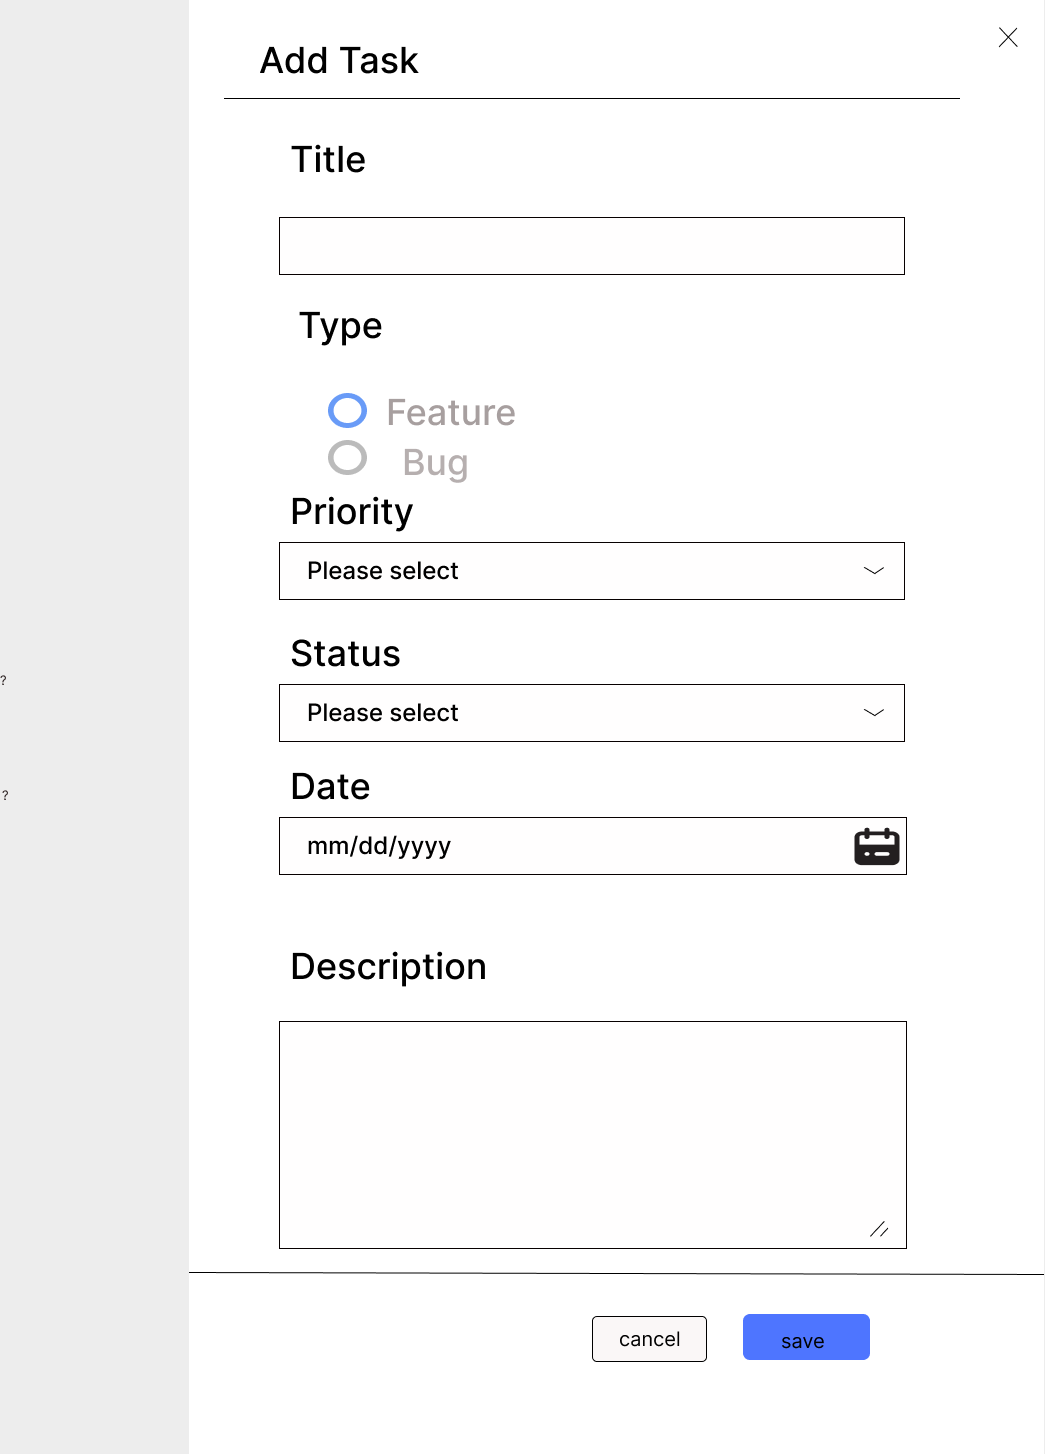 Add Task
Title
Type
Feature
Bug
Priority
Please select
Status
Please select
?
Date
?
mm/dd/yyyy
Description
cancel
save